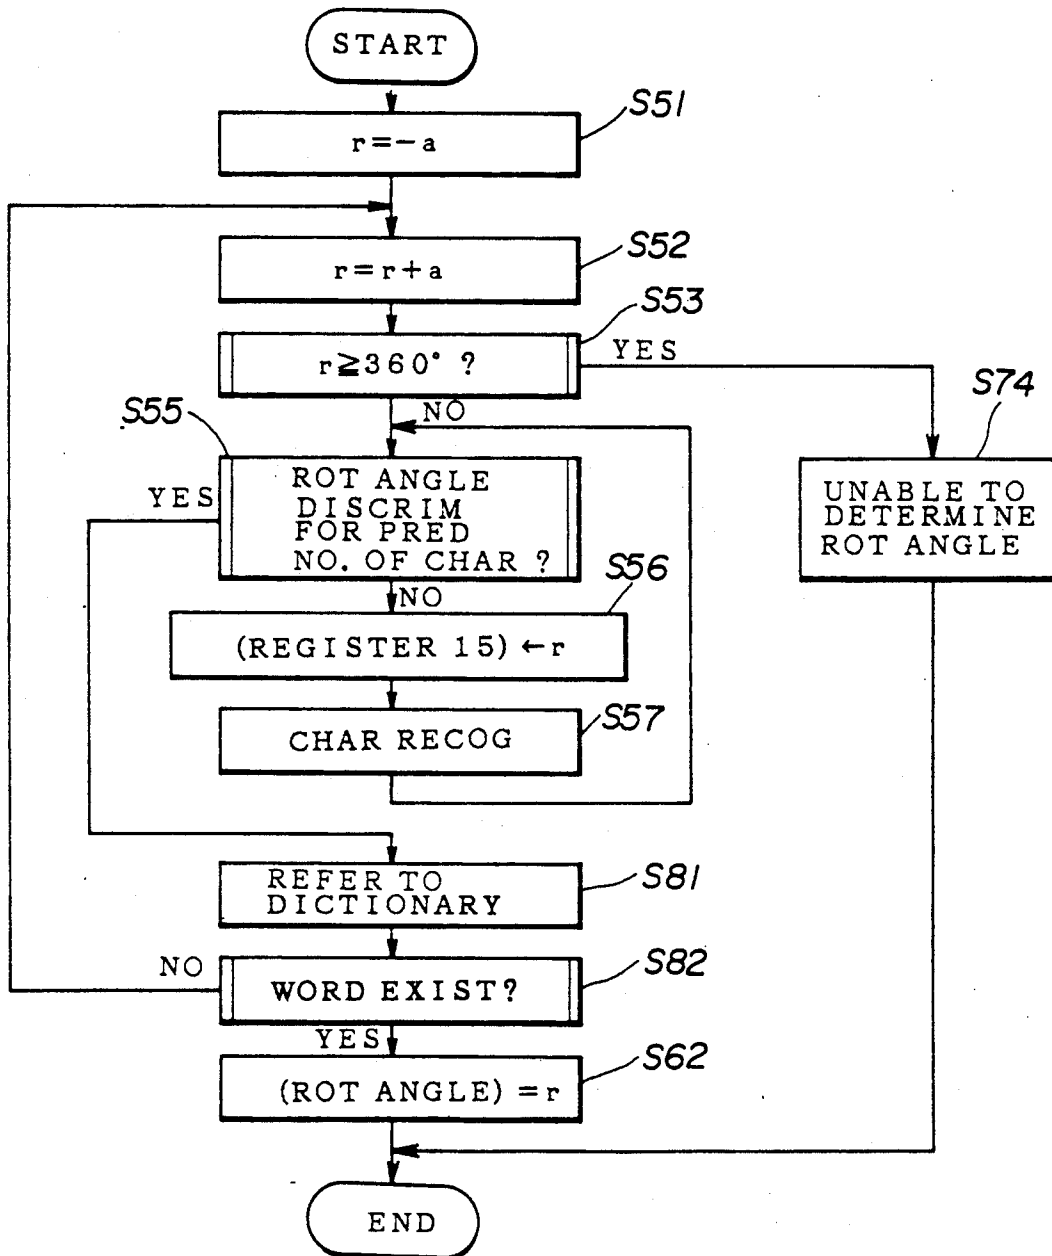 START
S51
r=-a
S52
r=r+a
S53
r≧360° ?
YES
NO
S74
UNABLE TO
DETERMINE
ROT ANGLE
S55
YES
ROT ANGLE
DISCRIM
FOR PRED
NO. OF CHAR ?
NO
S56
(REGISTER 15) ←r
S57
CHAR RECOG
S81
REFER TO
DICTIONARY
NO
S82
WORD EXIST?
YES
S62
(ROT ANGLE) =r
END